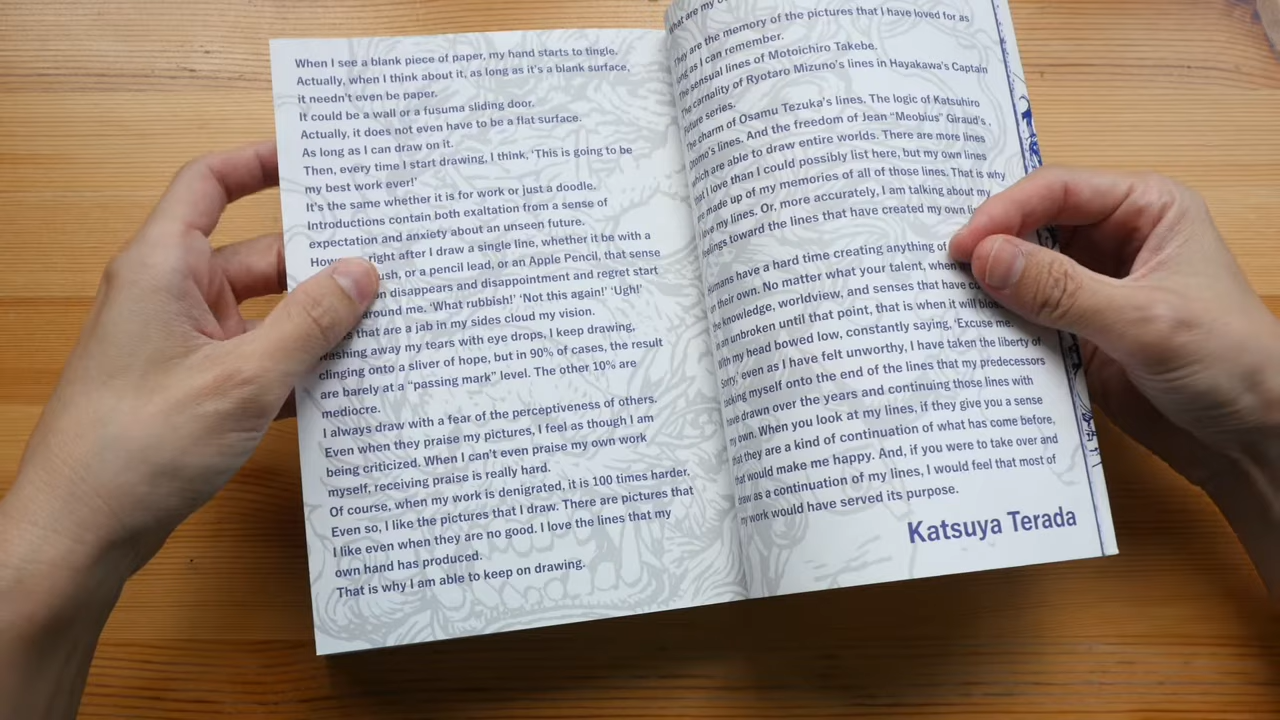 When I see a blank piece of paper, my hand starts to tingle.
Actually, when I think about it, as long as it's a blank surface,
it needn't even be paper.
It could be a wall or a fusuma sliding door.
Actually, it does not even have to be a flat surface.
As long as I can draw on it.
Then, every time I start drawing, I think, 'This is going to be
my best work ever!'
It's the same whether it is for work or just a doodle.
Introductions contain both exaltation from a sense of
expectation and anxiety about an unseen future.
right after I draw a single line, whether it be with a
or a pencil lead, or an Apple Pencil, that sense
disappears and disappointment and regret start
around me. 'What rubbish!' 'Not this again!' 'Ugh!'
that are a jab in my sides cloud my vision.
Washing away my tears with eye drops, I keep drawing,
clinging onto a sliver of hope, but in 90% of cases, the result
are barely at a "passing mark" level. The other 10% are
mediocre.
I always draw with a fear of the perceptiveness of others.
Even when they praise my pictures, I feel as though I am
being criticized. When I can't even praise my own work
myself, receiving praise is really hard.
Of course, when my work is denigrated, it is 100 times harder.
Even so, I like the pictures that I draw. There are pictures that
I like even when they are no good. I love the lines that my
own hand has produced.
That is why I am able to keep on drawing.
What are my
They are the memory of the pictures that I have loved for as
long as I can remember.
The sensual lines of Motoichiro Takebe.
The carnality of Ryotaro Mizuno's lines in Hayakawa's Captain
Future series.
The charm of Osamu Tezuka's lines. The logic of Katsuhiro
Otomo's lines. And the freedom of Jean "Meobius" Giraud's,
which are able to draw entire worlds. There are more lines
that I love than I could possibly list here, but my own lines
are made up of my memories of all of those lines. That is why
I love my lines. Or, more accurately, I am talking about my
feelings toward the lines that have created my own
Humans have a hard time creating anything of
on their own. No matter what your talent, when
the knowledge, worldview, and senses that have
in an unbroken until that point, that is when it will
With my head bowed low, constantly saying, 'Excuse me.
Sorry,' even as I have felt unworthy, I have taken the liberty of
tacking myself onto the end of the lines that my predecessors
have drawn over the years and continuing those lines with
my own. When you look at my lines, if they give you a sense
that they are a kind of continuation of what has come before,
that would make me happy. And, if you were to take over and
draw as a continuation of my lines, I would feel that most of
my work would have served its purpose.
Katsuya Terada